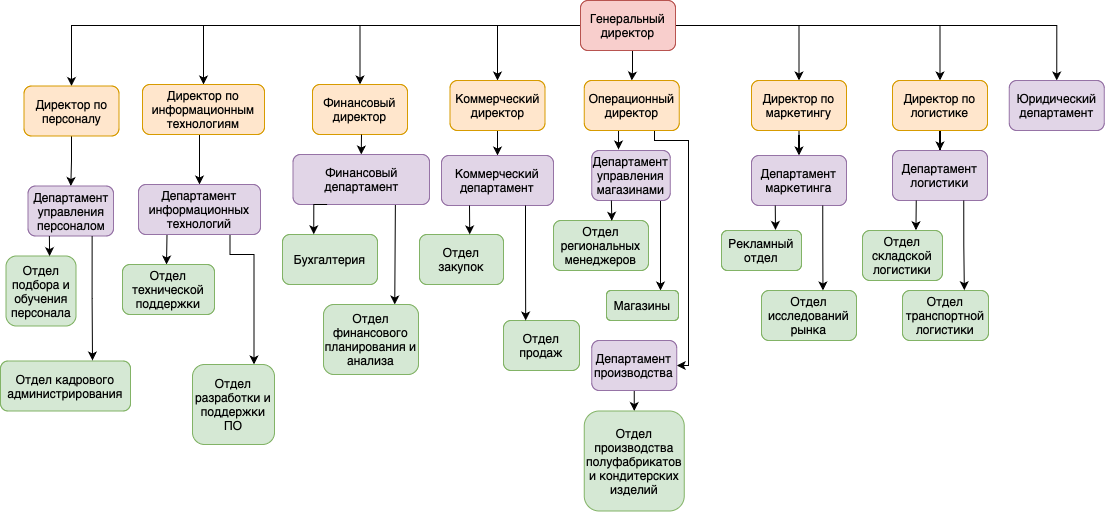 Генеральный
директор
Директор по
персоналу
Директор по
информационным
технологиям
Финансовый
директор
Коммерческий
директор
Операционный
директор
Директор по
маркетингу
Директор по
логистике
Юридический
департамент
Департамент
управления
персоналом
Департамент
информационных
технологий
Финансовый
департамент
Коммерческий
департамент
Департамент
управления
магазинами
Департамент
маркетинга
Департамент
логистики
Отдел
подбора и
обучения
персонала
Отдел
технической
поддержки
Бухгалтерия
Отдел
закупок
Отдел
региональных
менеджеров
Рекламный
отдел
Отдел
складской
логистики
Магазины
Отдел
исследований
рынка
Отдел
транспортной
логистики
Отдел кадрового
администрирования
Отдел
разработки и
поддержки
ПО
Отдел
финансового
планирования и
анализа
Отдел
продаж
Департамент
производства
Отдел
производства
полуфабрикатов
и кондитерских
изделий